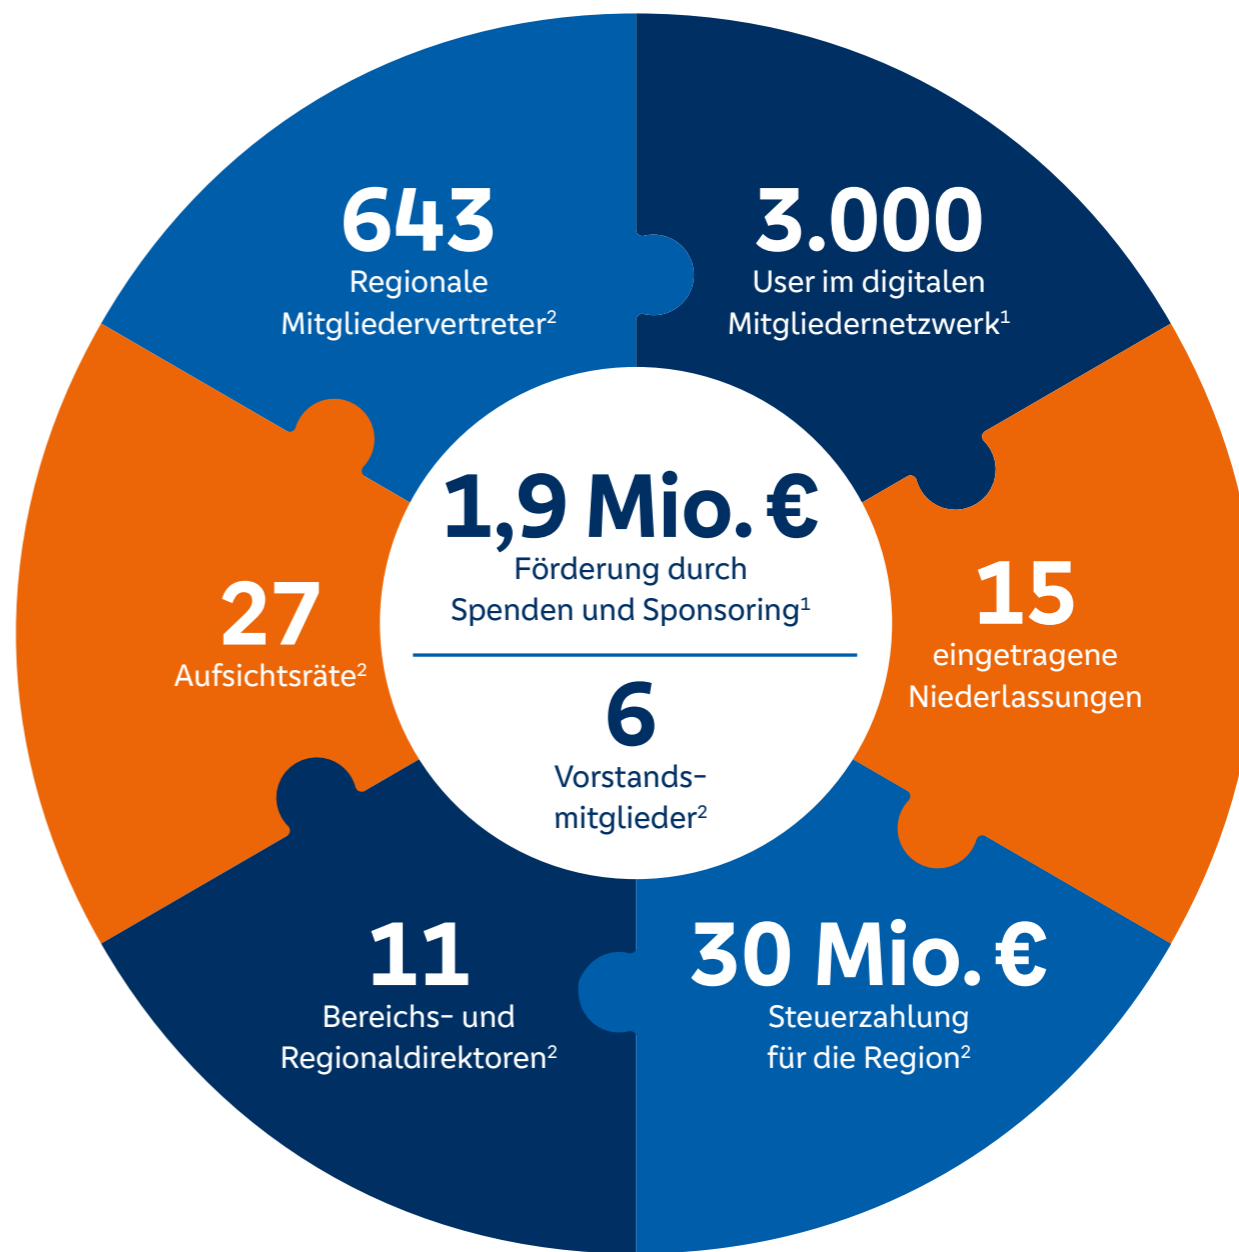 643
Regionale
Mitgliedervertreter²
3.000
User im digitalen
Mitgliedernetzwerk¹
1,9 Mio. €
Förderung durch
Spenden und Sponsoring¹
27
Aufsichtsräte²
15
eingetragene
Niederlassungen
6
Vorstands-
mitglieder²
11
Bereichs- und
Regionaldirektoren²
30 Mio. €
Steuerzahlung
für die Region²